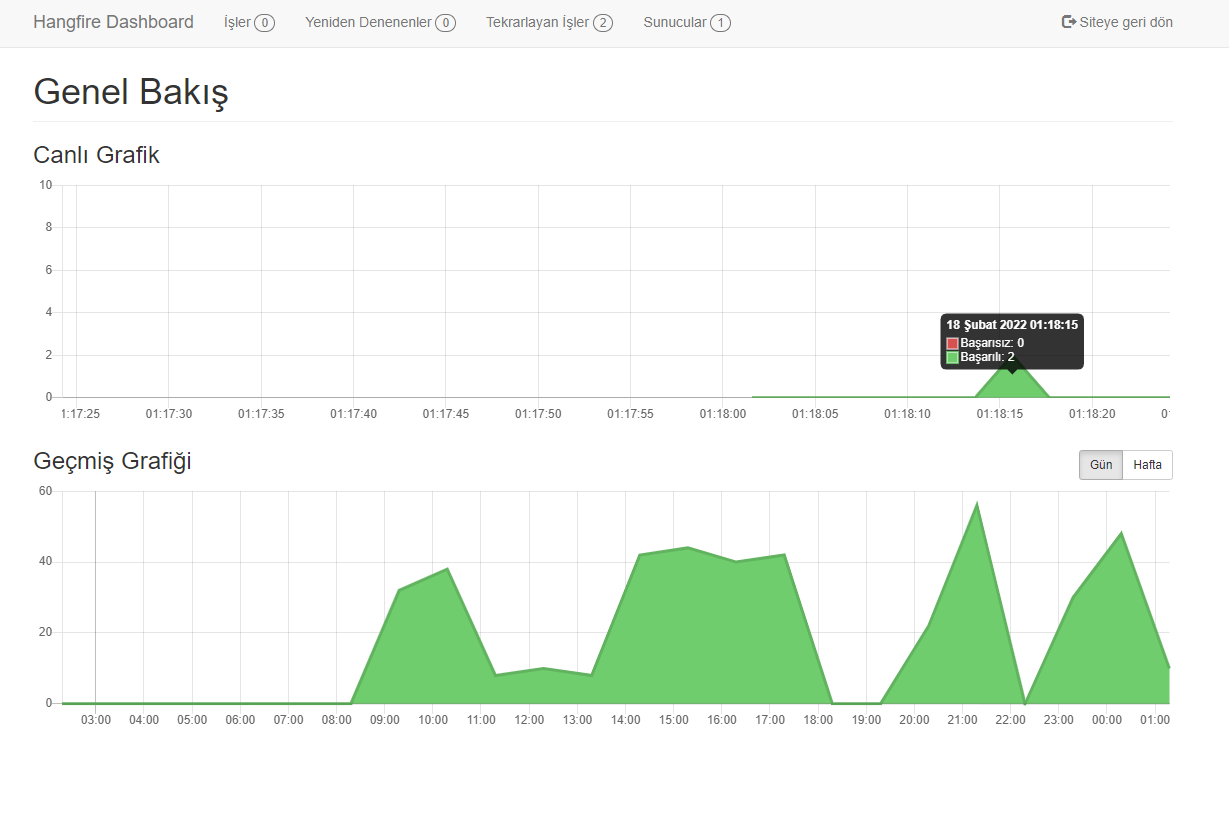 Hangfire Dashboard İşler 0 Yeniden Denenenler 0 Tekrarlayan İşler 2 Sunucular 1 Siteye geri dön
Genel Bakış
Canlı Grafik
10
8
6
4
2
0
18 Şubat 2022 01:18:15
Başarısız: 0
Başarılı: 2
1:17:25 01:17:30 01:17:35 01:17:40 01:17:45 01:17:50 01:17:55 01:18:00 01:18:05 01:18:10 01:18:15 01:18:20 0
Geçmiş Grafiği Gün Hafta
60
40
20
0
03:00 04:00 05:00 06:00 07:00 08:00 09:00 10:00 11:00 12:00 13:00 14:00 15:00 16:00 17:00 18:00 19:00 20:00 21:00 22:00 23:00 00:00 01:00